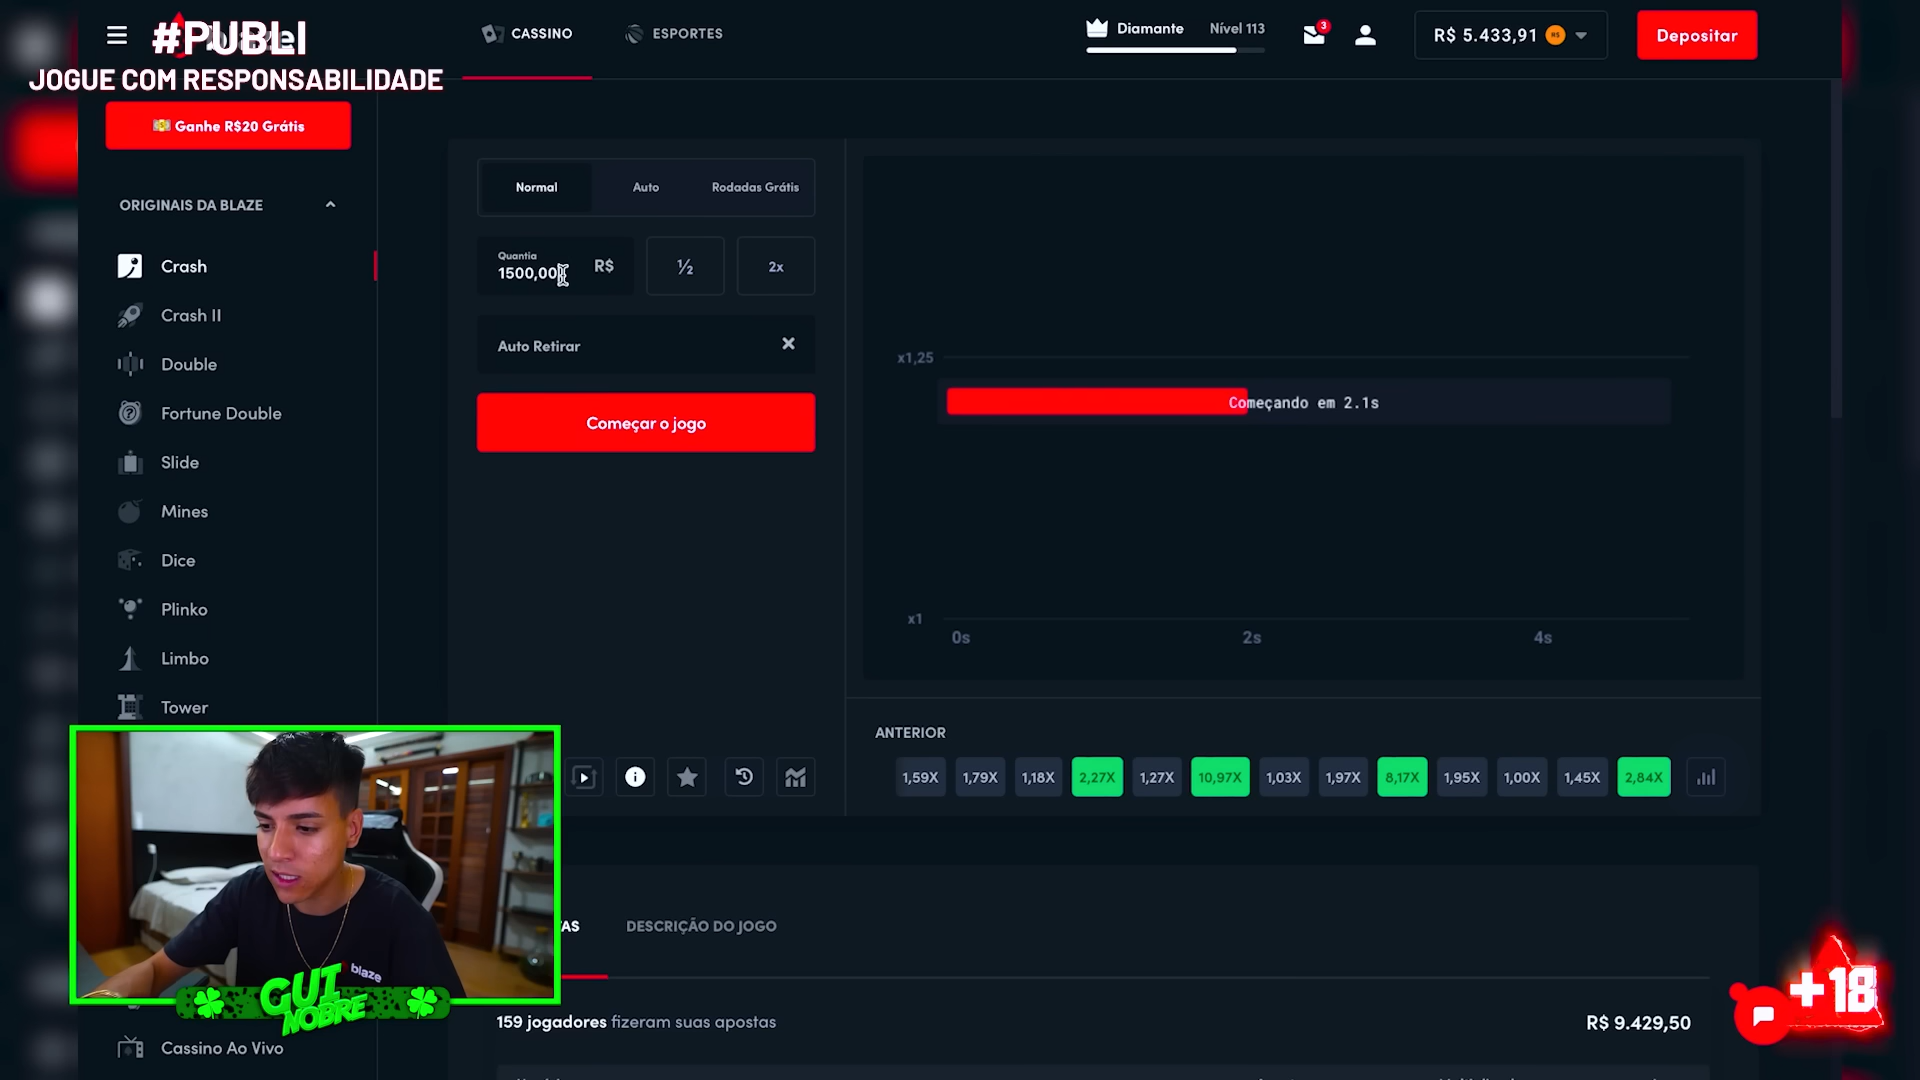 #PUBI
JOGUE COM RESPONSABILIDADE
CASSINO
ESPORTES
Diamante
Nível 113
3
R$ 5.433,91
R$
Depositar
Ganhe R$20 Grátis
ORIGINAIS DA BLAZE
Crash
Crash II
Double
Fortune Double
Slide
Mines
Dice
Plinko
Limbo
Tower
Cassino Ao Vivo
Normal
Auto
Rodadas Grátis
Quantia
1500,00
R$
½
2x
Auto Retirar
Começar o jogo
x1,25
Começando em 2.1s
x1
0s
2s
4s
ANTERIOR
1,59X
1,79X
1,18X
2,27X
1,27X
10,97X
1,03X
1,97X
8,17X
1,95X
1,00X
1,45X
2,84X
DESCRIÇÃO DO JOGO
159 jogadores fizeram suas apostas
R$ 9.429,50
blaze
GUI
NOBRE
+18